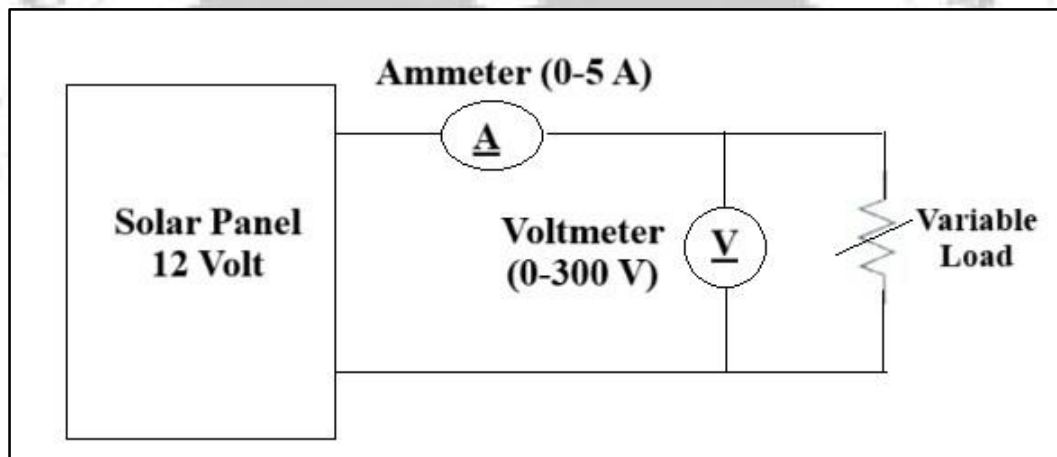 Ammeter (0-5 A)
A
Solar Panel
12 Volt
Voltmeter
(0-300 V)
V
Variable
Load